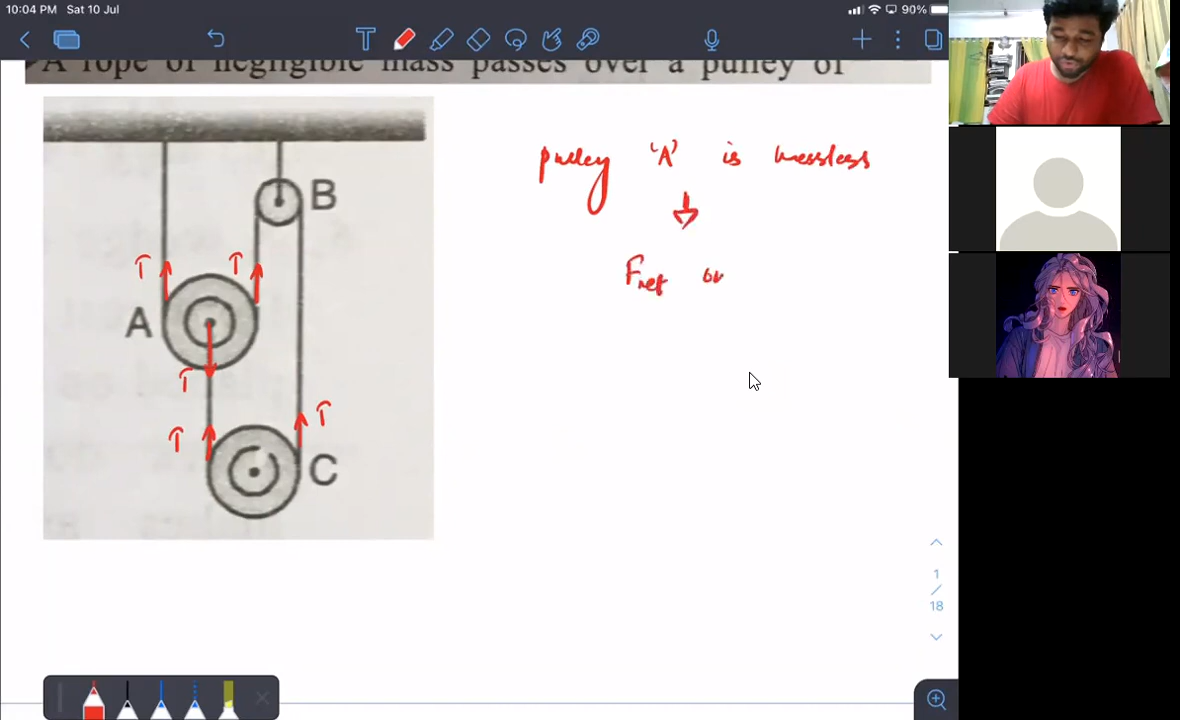 10:04 PM Sat 10 Jul
90%
A rope of negligible mass passes over a pulley of
B
T T
A
T
T T
C
pulley 'A' is massless
Fnet on
1
/
18